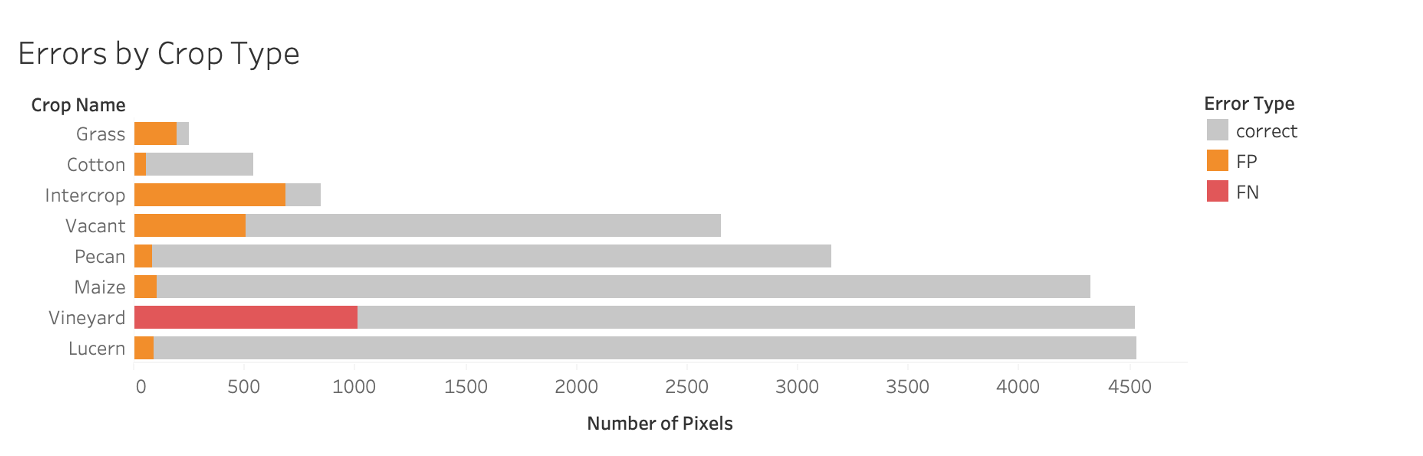 Errors by Crop Type
Crop Name
Grass
Cotton
Intercrop
Vacant
Pecan
Maize
Vineyard
Lucern
0 500 1000 1500 2000 2500 3000 3500 4000 4500
Number of Pixels
Error Type
correct
FP
FN